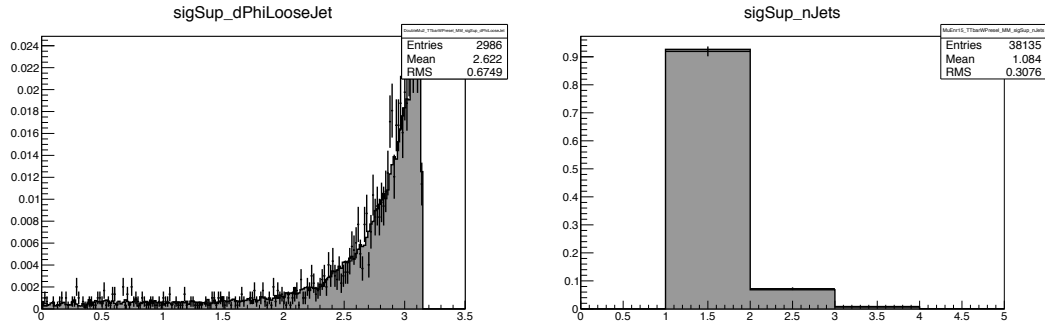 sigSup_dPhiLooseJet
DoubleMu2_TTbarWPresel_MM_sigSup_dPhiLooseJet
Entries 2986
Mean 2.622
RMS 0.6749
0.024
0.022
0.02
0.018
0.016
0.014
0.012
0.01
0.008
0.006
0.004
0.002
0
0 0.5 1 1.5 2 2.5 3 3.5
sigSup_nJets
MuEnr15_TTbarWPresel_MM_sigSup_nJets
Entries 38135
Mean 1.084
RMS 0.3076
0.9
0.8
0.7
0.6
0.5
0.4
0.3
0.2
0.1
0
0 0.5 1 1.5 2 2.5 3 3.5 4 4.5 5